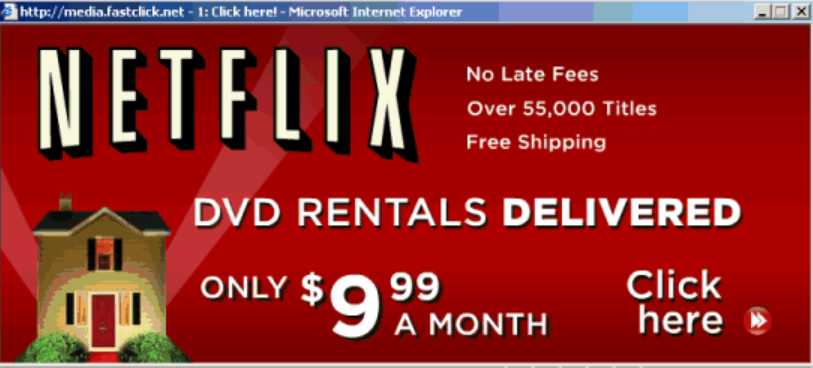 http://media.fastclick.net - 1: Click here! - Microsoft Internet Explorer
NETFLIX
No Late Fees
Over 55,000 Titles
Free Shipping
DVD RENTALS DELIVERED
ONLY $9.99
A MONTH
Click
here